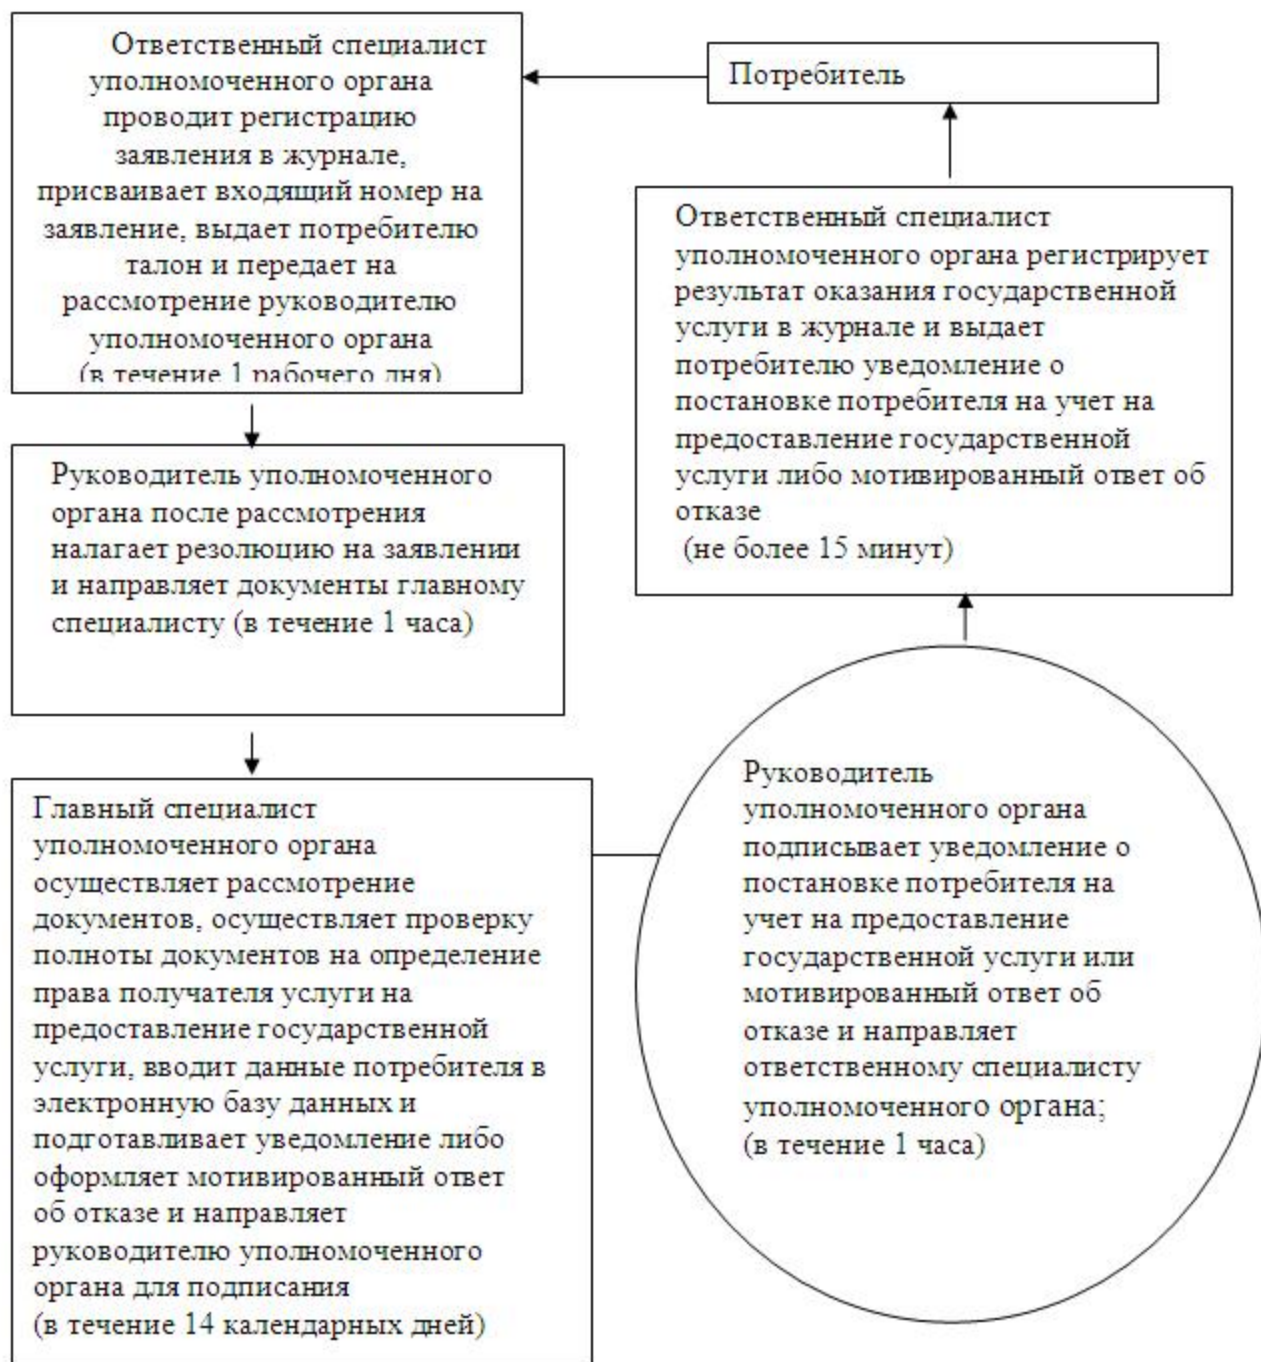 Ответственный специалист
уполномоченного органа
проводит регистрацию
заявления в журнале,
присваивает входящий номер на
заявление, выдает потребителю
талон и передает на
рассмотрение руководителю
уполномоченного органа
(в течение 1 рабочего дня)
Потребитель
Ответственный специалист
уполномоченного органа регистрирует
результат оказания государственной
услуги в журнале и выдает
потребителю уведомление о
постановке потребителя на учет на
предоставление государственной
услуги либо мотивированный ответ об
отказе
(не более 15 минут)
Руководитель уполномоченного
органа после рассмотрения
налагает резолюцию на заявлении
и направляет документы главному
специалисту (в течение 1 часа)
Главный специалист
уполномоченного органа
осуществляет рассмотрение
документов, осуществляет проверку
полноты документов на определение
права получателя услуги на
предоставление государственной
услуги, вводит данные потребителя в
электронную базу данных и
подготавливает уведомление либо
оформляет мотивированный ответ
об отказе и направляет
руководителю уполномоченного
органа для подписания
(в течение 14 календарных дней)
Руководитель
уполномоченного органа
подписывает уведомление о
постановке потребителя на
учет на предоставление
государственной услуги или
мотивированный ответ об
отказе и направляет
ответственному специалисту
уполномоченного органа;
(в течение 1 часа)